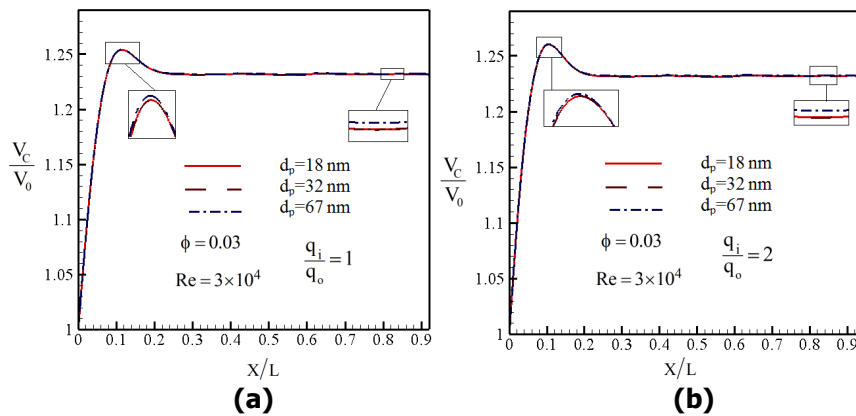 1.25
1.2
1.15
1.1
1.05
1
V_C
V_0
d_p=18 nm
d_p=32 nm
d_p=67 nm
ϕ = 0.03
q_i
q_o
=1
Re = 3×10⁴
0 0.1 0.2 0.3 0.4 0.5 0.6 0.7 0.8 0.9
X/L
(a)
1.25
1.2
1.15
1.1
1.05
1
V_C
V_0
d_p=18 nm
d_p=32 nm
d_p=67 nm
ϕ = 0.03
q_i
q_o
=2
Re = 3×10⁴
0 0.1 0.2 0.3 0.4 0.5 0.6 0.7 0.8 0.9
X/L
(b)